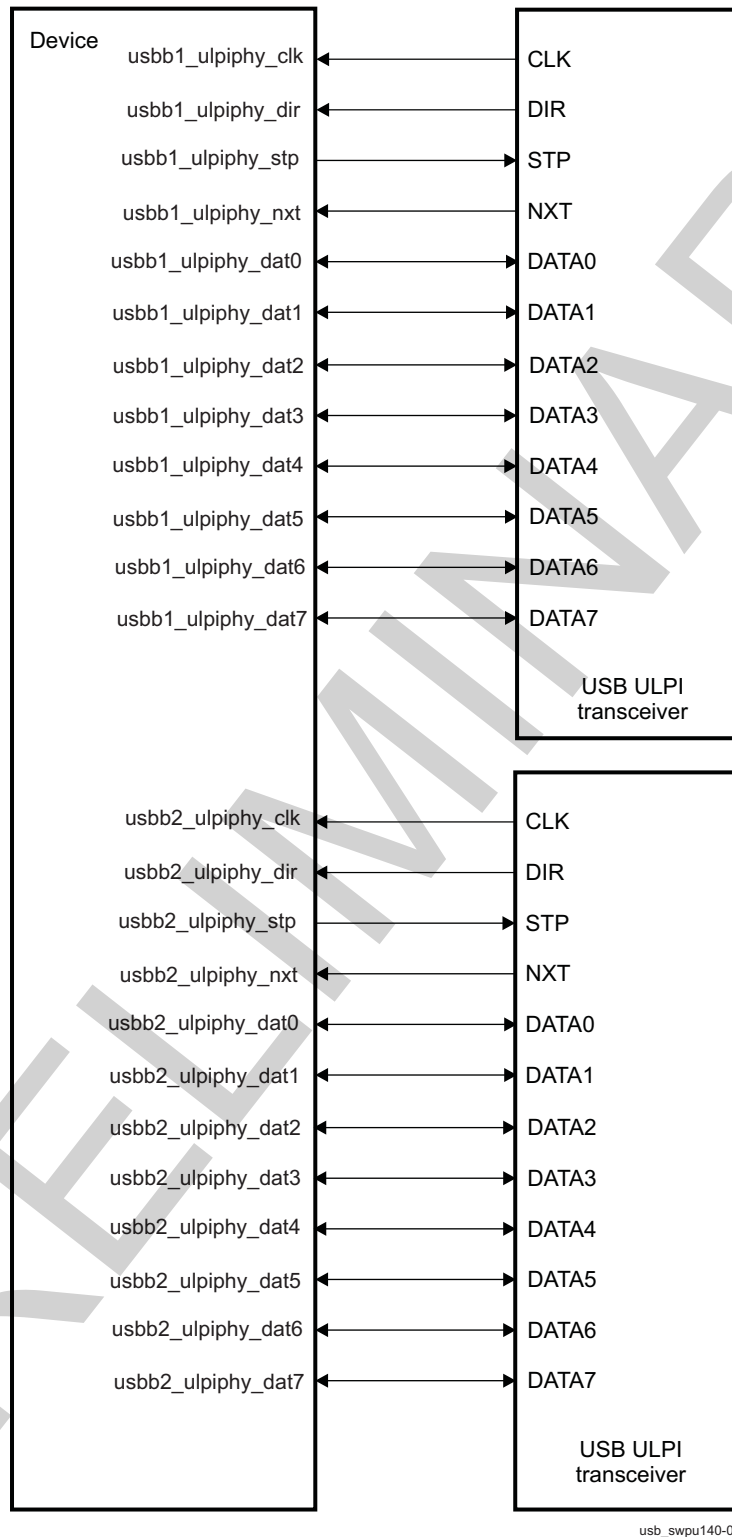 Device
usbb1_ulpiphy_clk CLK
usbb1_ulpiphy_dir DIR
usbb1_ulpiphy_stp STP
usbb1_ulpiphy_nxt NXT
usbb1_ulpiphy_dat0 DATA0
usbb1_ulpiphy_dat1 DATA1
usbb1_ulpiphy_dat2 DATA2
usbb1_ulpiphy_dat3 DATA3
usbb1_ulpiphy_dat4 DATA4
usbb1_ulpiphy_dat5 DATA5
usbb1_ulpiphy_dat6 DATA6
usbb1_ulpiphy_dat7 DATA7
USB ULPI
transceiver
usbb2_ulpiphy_clk CLK
usbb2_ulpiphy_dir DIR
usbb2_ulpiphy_stp STP
usbb2_ulpiphy_nxt NXT
usbb2_ulpiphy_dat0 DATA0
usbb2_ulpiphy_dat1 DATA1
usbb2_ulpiphy_dat2 DATA2
usbb2_ulpiphy_dat3 DATA3
usbb2_ulpiphy_dat4 DATA4
usbb2_ulpiphy_dat5 DATA5
usbb2_ulpiphy_dat6 DATA6
usbb2_ulpiphy_dat7 DATA7
USB ULPI
transceiver